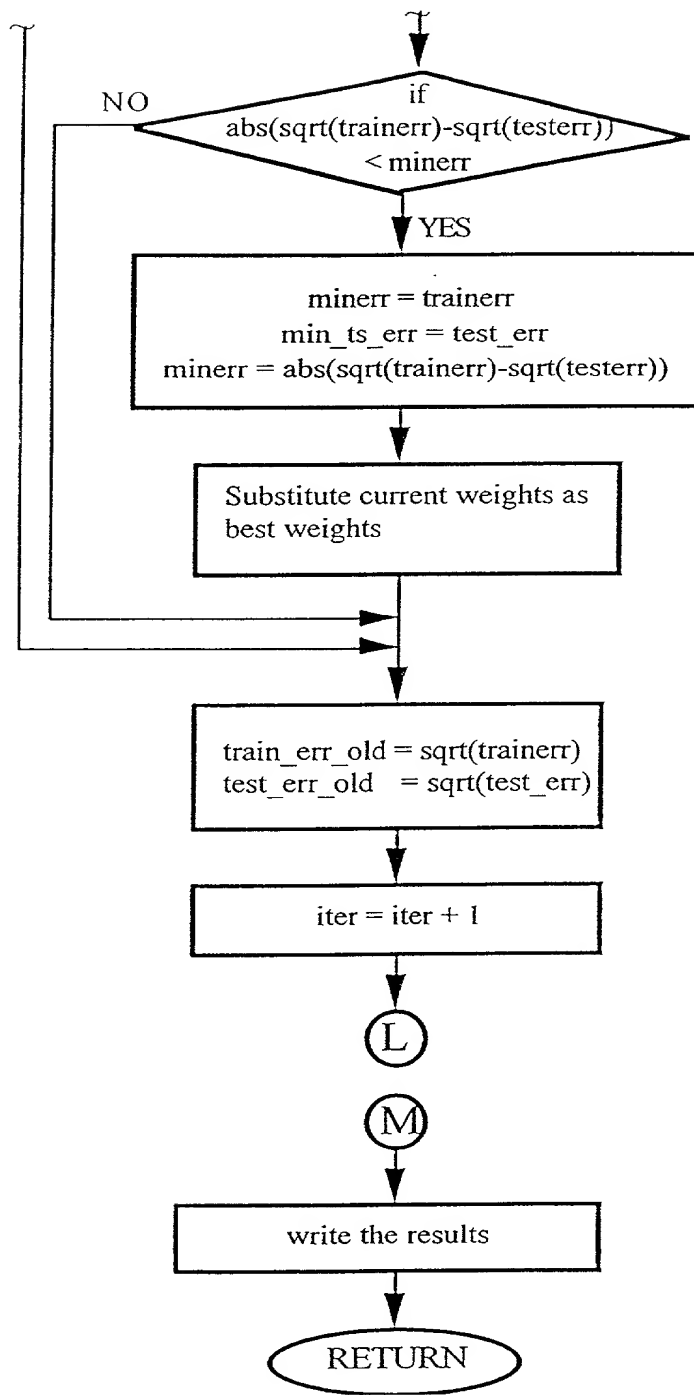 if
NO
abs(sqrt(trainerr)-sqrt(testerr))
< minerr
YES
minerr = trainerr
min_ts_err = test_err
minerr = abs(sqrt(trainerr)-sqrt(testerr))
Substitute current weights as
best weights
train_err_old = sqrt(trainerr)
test_err_old = sqrt(test_err)
iter = iter + 1
L
M
write the results
RETURN